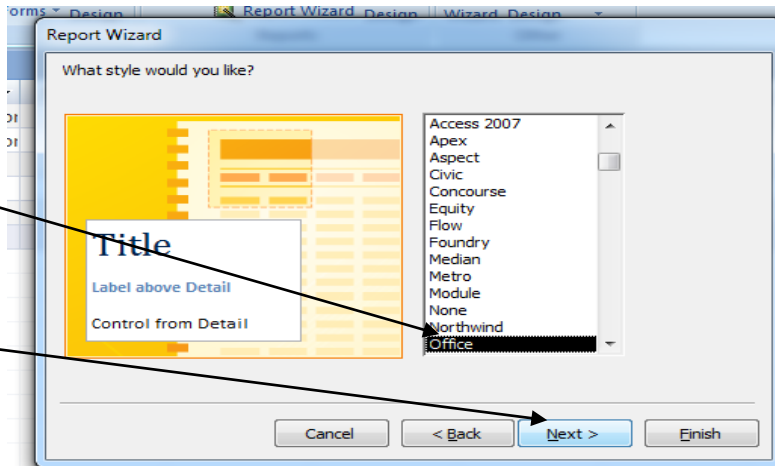 orms Design Report Wizard Design Wizard Design
Report Wizard
What style would you like?
Access 2007
Apex
Aspect
Civic
Concourse
Equity
Flow
Foundry
Median
Metro
Module
None
Northwind
Office
Title
Label above Detail
Control from Detail
Cancel
< Back
Next >
Finish